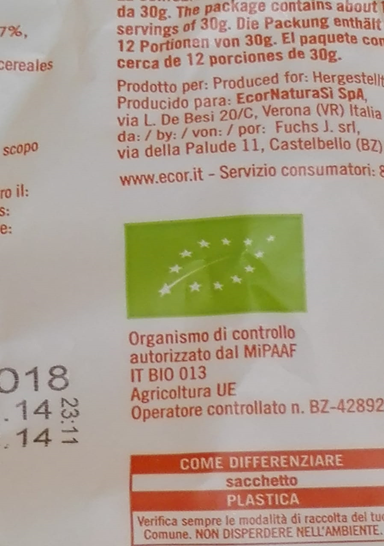 da 30g. The package contains about
servings of 30g. Die Packung enthält
12 Portionen von 30g. El paquete
cerca de 12 porciones de 30g.
7%,
cereales
Prodotto per: Produced for:
Producido para: EcorNaturaSì SpA,
via L. De Besi 20/C, Verona (VR) Italia
da: / by: / von: / por: Fuchs J. srl,
via della Palude 11, Castelbello (BZ)
scopo
www.ecor.it - Servizio consumatori:
ro il:
s:
e:
Organismo di controllo
autorizzato dal MiPAAF
IT BIO 013
Agricoltura UE
Operatore controllato n. BZ-42892
018
.14 23:11
.14
COME DIFFERENZIARE
sacchetto
PLASTICA
Verifica sempre le modalità di raccolta del
Comune. NON DISPERDERE NELL'AMBIENTE.